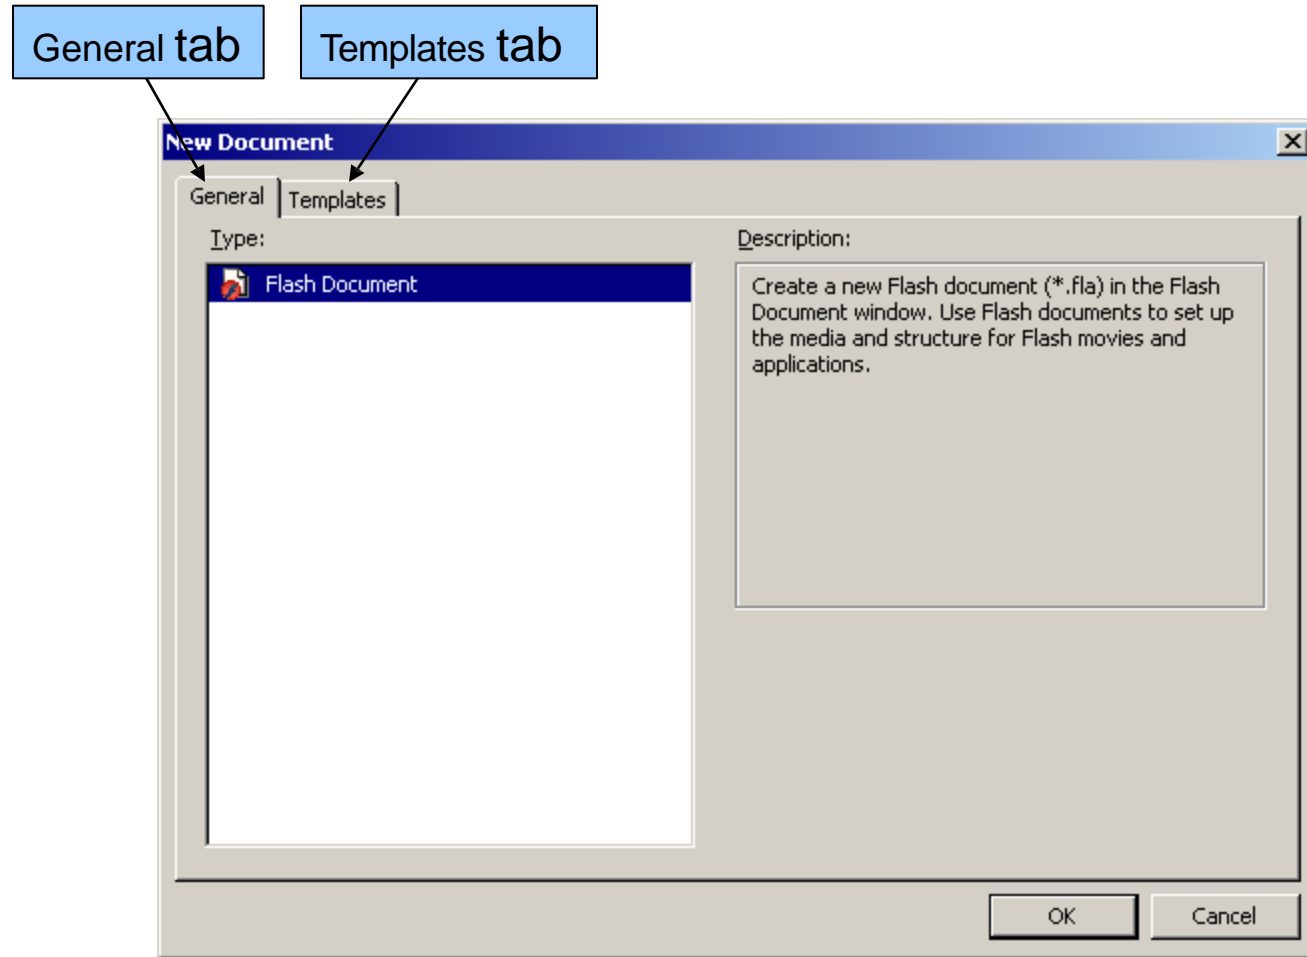 General tab
Templates tab
New Document
General
Templates
Type:
Description:
Flash Document
Create a new Flash document (*.fla) in the Flash
Document window. Use Flash documents to set up
the media and structure for Flash movies and
applications.
OK
Cancel